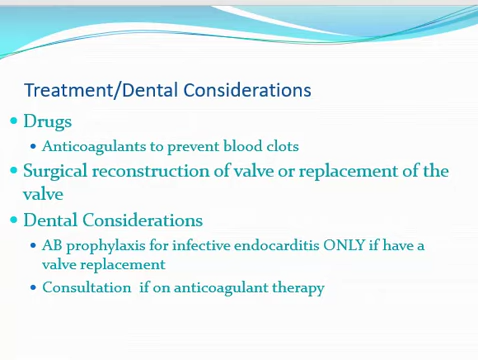 Treatment/Dental Considerations
Drugs
Anticoagulants to prevent blood clots
Surgical reconstruction of valve or replacement of the
valve
Dental Considerations
AB prophylaxis for infective endocarditis ONLY if have a
valve replacement
Consultation if on anticoagulant therapy